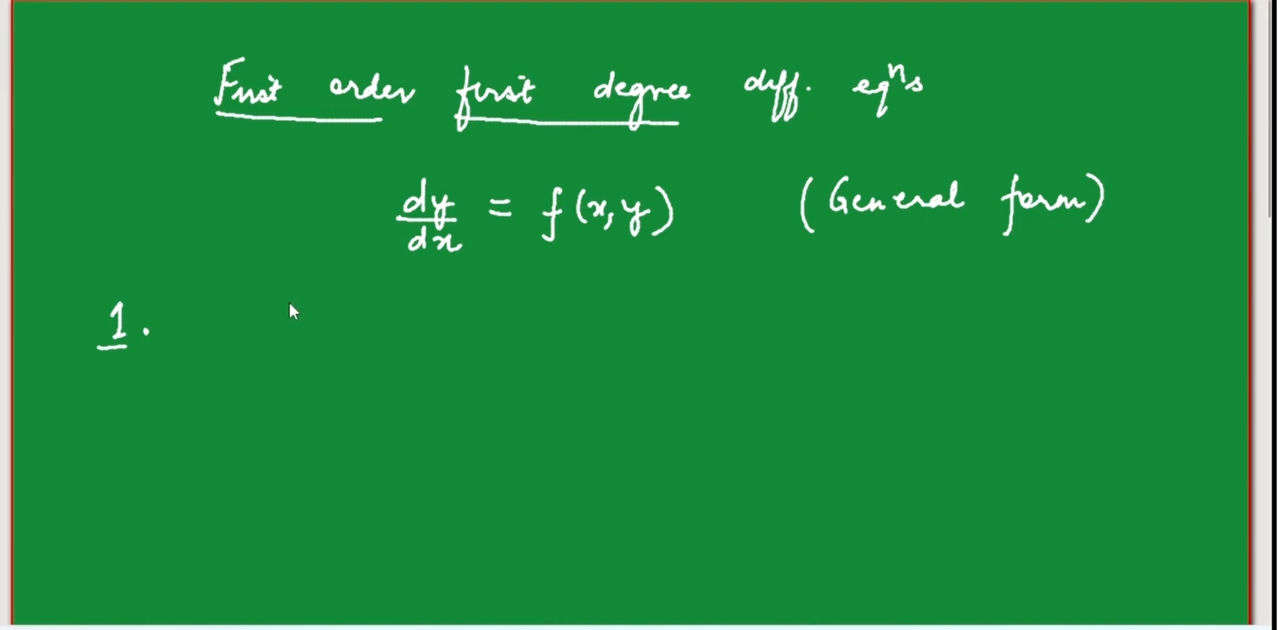 First order first degree diff. eqⁿs
dy/dx = f(x,y) (General form)
1.